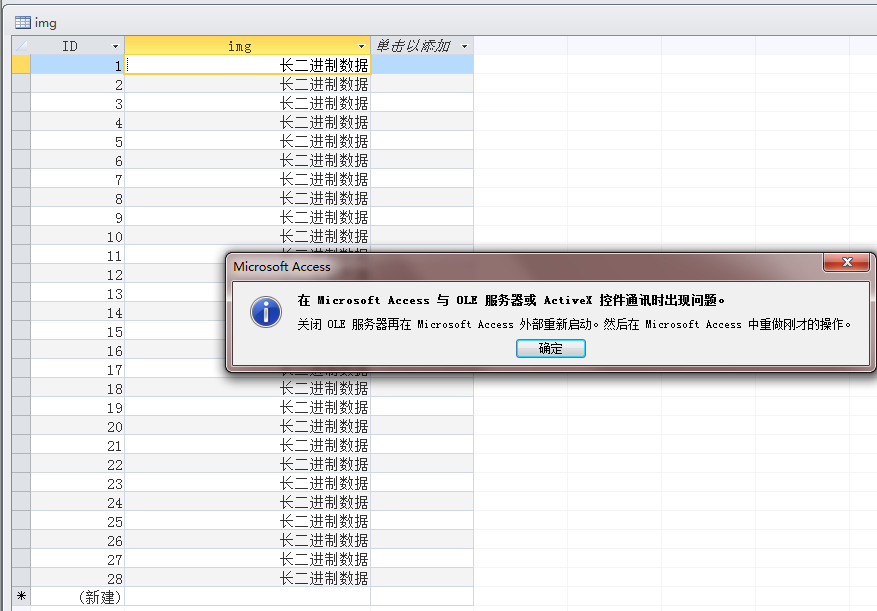 img
ID img 单击以添加
1 长二进制数据
2 长二进制数据
3 长二进制数据
4 长二进制数据
5 长二进制数据
6 长二进制数据
7 长二进制数据
8 长二进制数据
9 长二进制数据
10 长二进制数据
11
12
13
14
15
16
17
Microsoft Access
在 Microsoft Access 与 OLE 服务器或 ActiveX 控件通讯时出现问题。
关闭 OLE 服务器再在 Microsoft Access 外部重新启动。然后在 Microsoft Access 中重做刚才的操作。
确定
18 长二进制数据
19 长二进制数据
20 长二进制数据
21 长二进制数据
22 长二进制数据
23 长二进制数据
24 长二进制数据
25 长二进制数据
26 长二进制数据
27 长二进制数据
28 长二进制数据
* (新建)